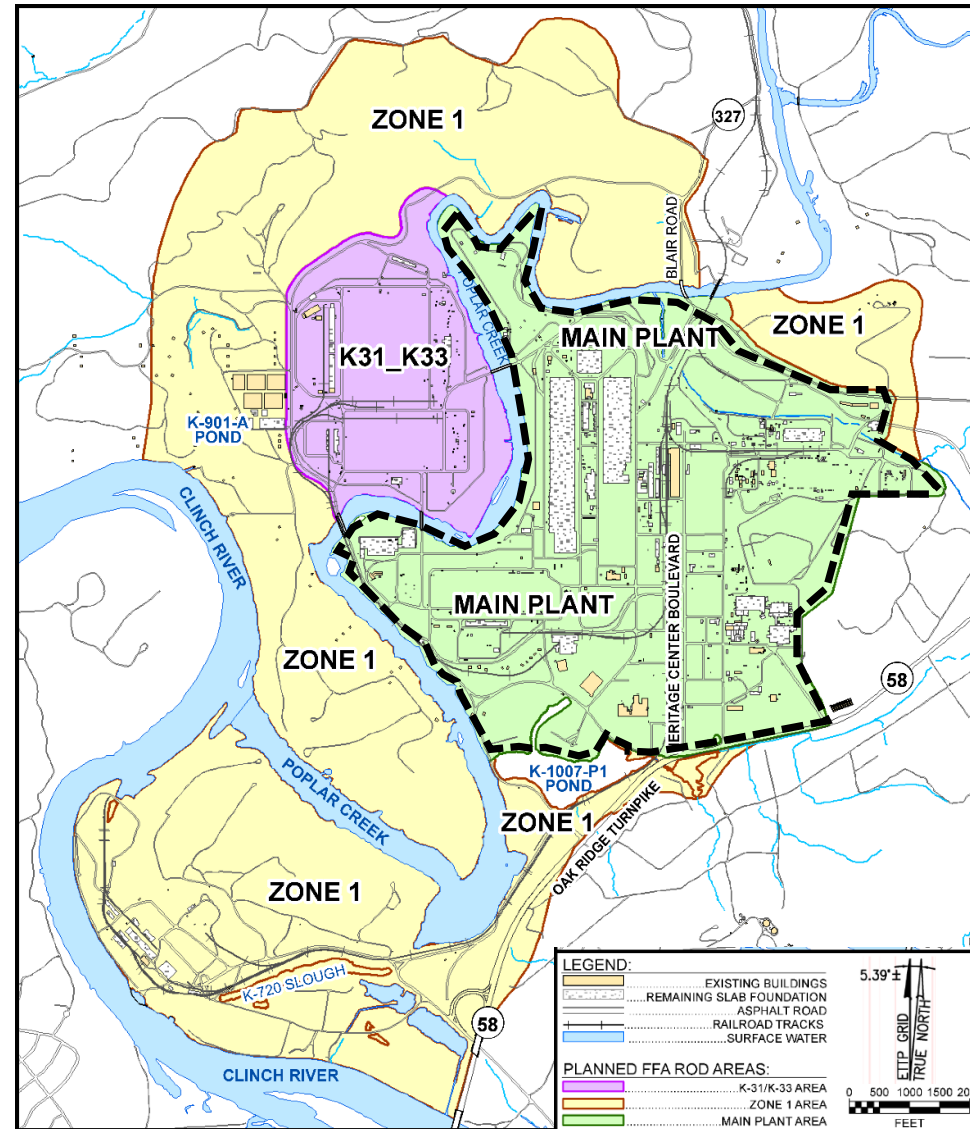 ZONE 1
327
BLAIR ROAD
POPLAR CREEK
MAIN PLANT
ZONE 1
K31_K33
K-901-A
POND
CLINCH RIVER
MAIN PLANT
HERITAGE CENTER BOULEVARD
ZONE 1
58
K-1007-P1
POND
POPLAR CREEK
ZONE 1
OAK RIDGE TURNPIKE
ZONE 1
K-720 SLOUGH
58
CLINCH RIVER
LEGEND:
EXISTING BUILDINGS
REMAINING SLAB FOUNDATION
ASPHALT ROAD
RAILROAD TRACKS
SURFACE WATER
PLANNED FFA ROD AREAS:
K-31/K-33 AREA
ZONE 1 AREA
MAIN PLANT AREA
5.39°±
ETTP GRID
TRUE NORTH
0 500 1000 1500
FEET